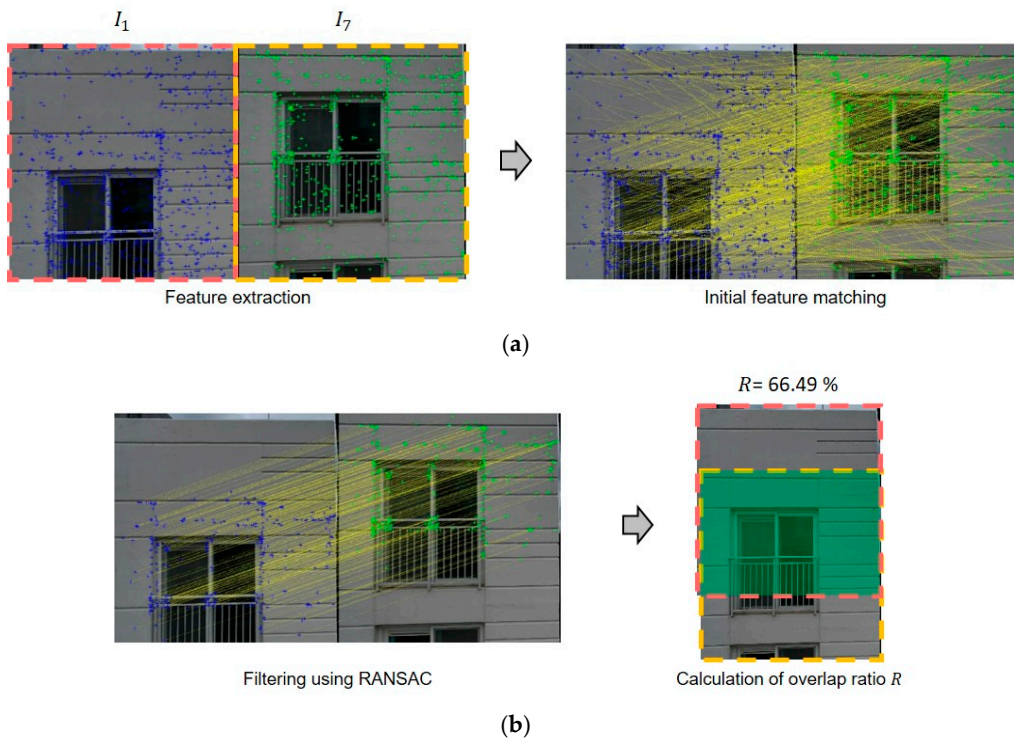 I₁ I₇
Feature extraction
Initial feature matching
(a)
R= 66.49 %
Filtering using RANSAC
Calculation of overlap ratio R
(b)